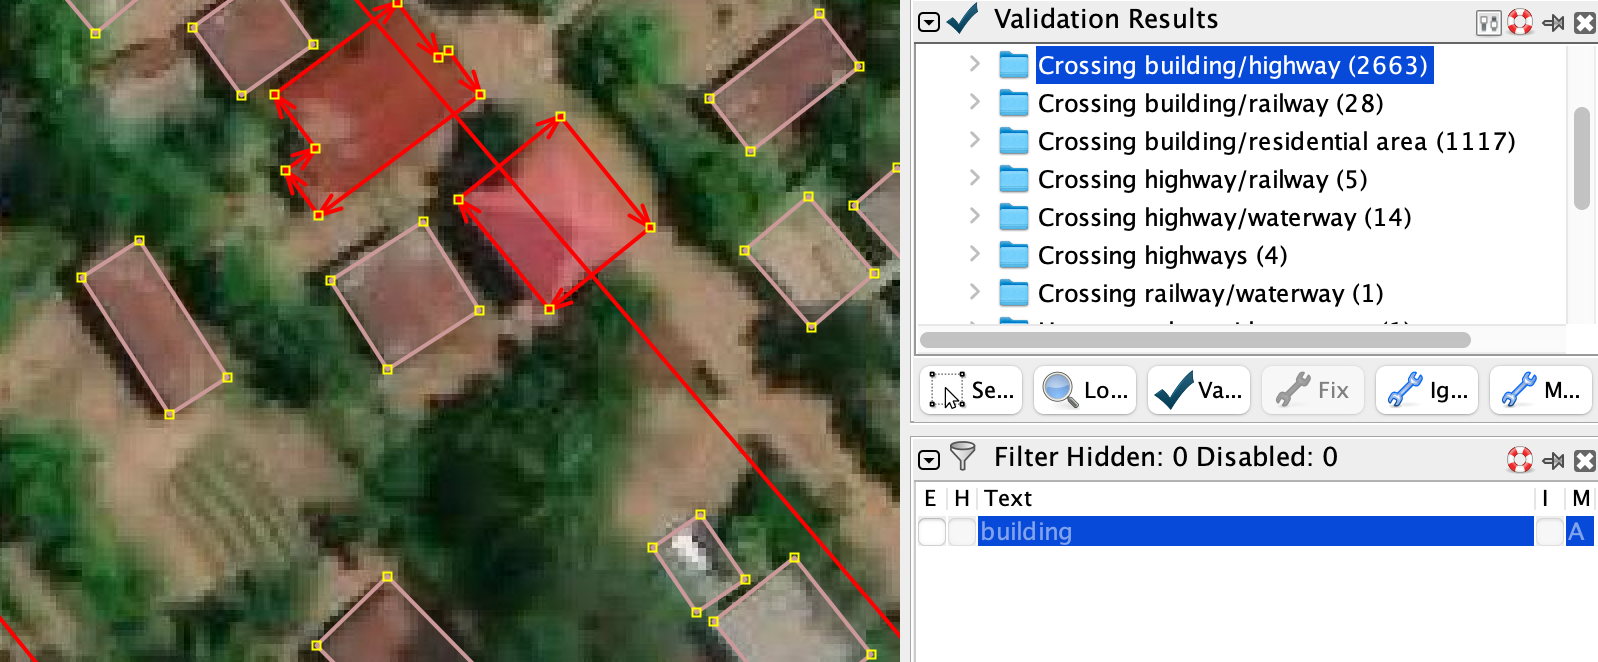 Validation Results
Crossing building/highway (2663)
Crossing building/railway (28)
Crossing building/residential area (1117)
Crossing highway/railway (5)
Crossing highway/waterway (14)
Crossing highways (4)
Crossing railway/waterway (1)
Se... Lo... Va... Fix Ig... M...
Filter Hidden: 0 Disabled: 0
E H Text I M
building A